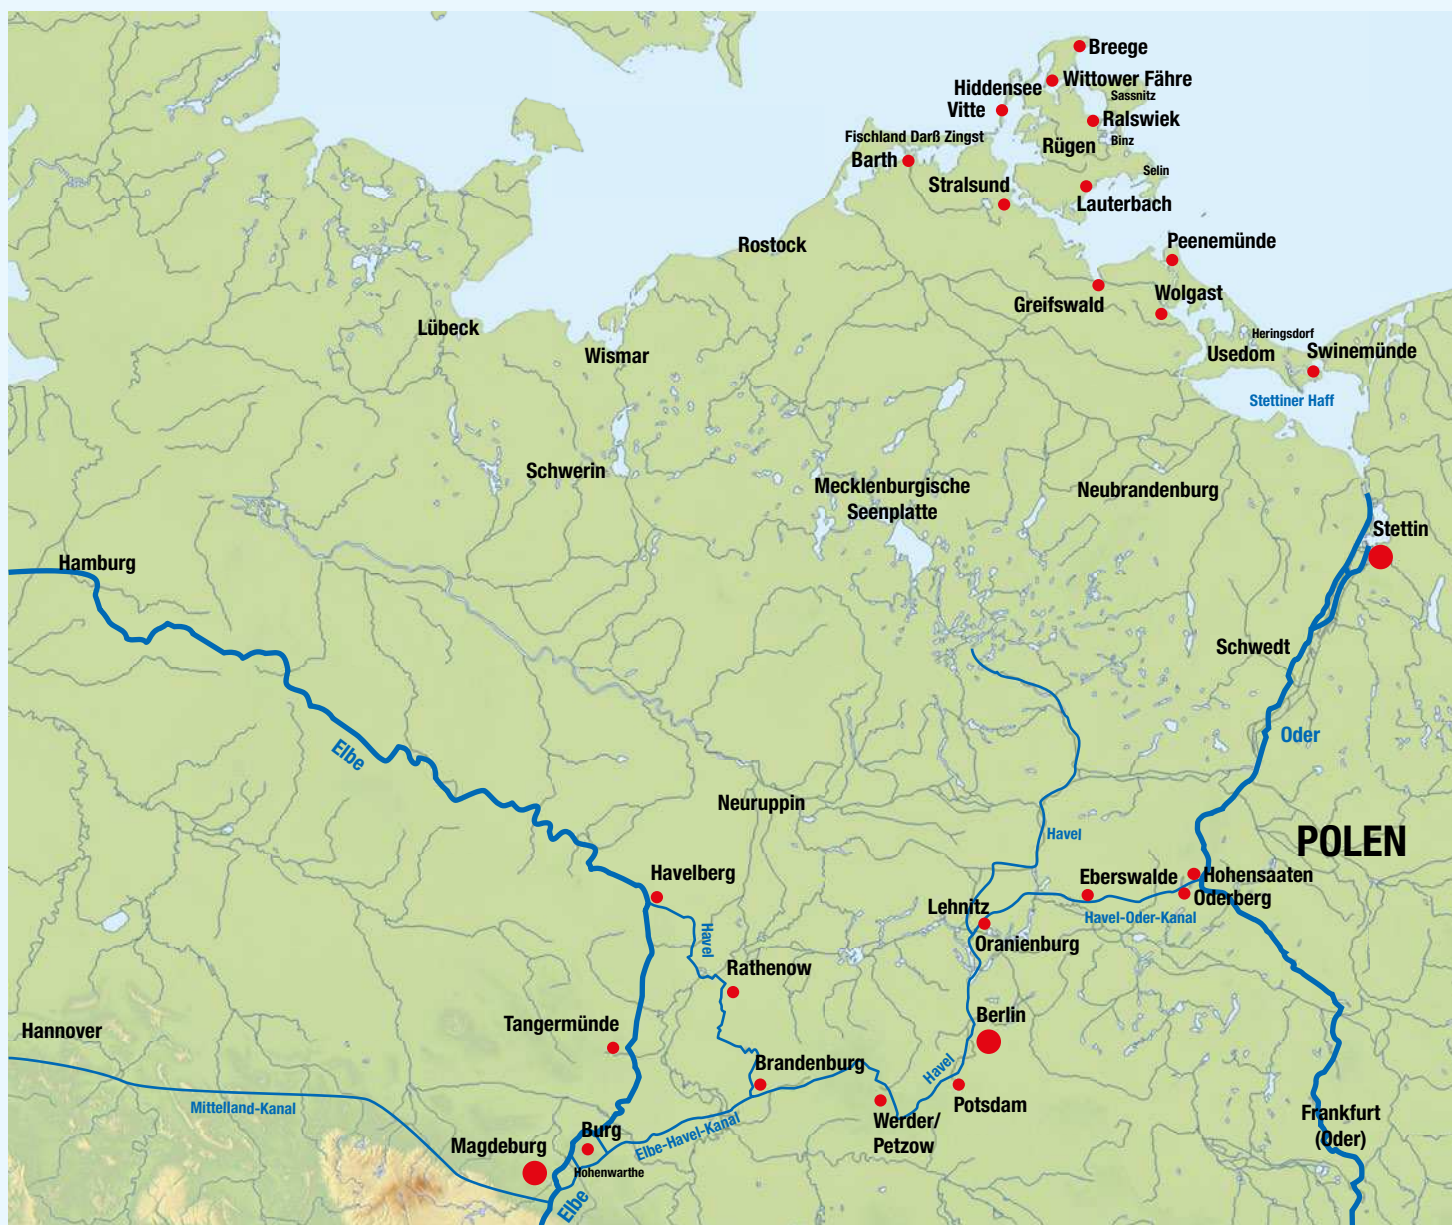 Breege
Wittower Fähre
Hiddensee
Sassnitz
Vitte
Ralswiek
Fischland Darß Zingst
Rügen
Binz
Barth
Selin
Stralsund
Lauterbach
Rostock
Peenemünde
Greifswald
Wolgast
Lübeck
Wismar
Heringsdorf
Usedom
Swinemünde
Stettiner Haff
Schwerin
Mecklenburgische
Seenplatte
Neubrandenburg
Stettin
Hamburg
Schwedt
Elbe
Oder
Neuruppin
Havel
POLEN
Havelberg
Eberswalde
Hohensaaten
Oderberg
Lehnitz
Havel-Oder-Kanal
Havel
Oranienburg
Rathenow
Hannover
Tangermünde
Berlin
Brandenburg
Havel
Mittelland-Kanal
Potsdam
Werder/
Petzow
Frankfurt
(Oder)
Burg
Elbe-Havel-Kanal
Magdeburg
Hohenwarthe
Elbe